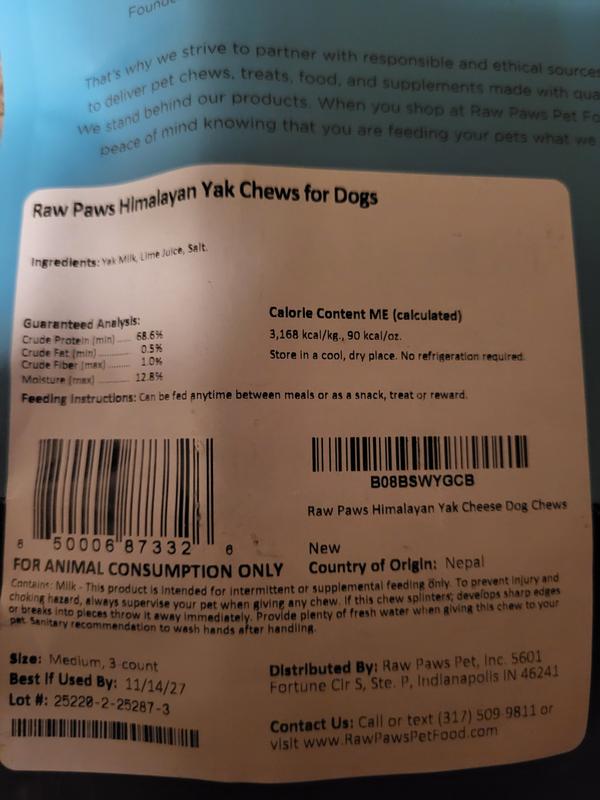 Foun
That's why we strive to partner with responsible and ethical sources
to deliver pet chews, treats, food, and supplements made with qua
We stand behind our products. When you shop at Raw Paws Pet Fo
peace of mind knowing that you are feeding your pets what we
Raw Paws Himalayan Yak Chews for Dogs
Ingredients: Yak Milk, Lime Juice, Salt.
Guaranteed Analysis:
Crude Protein (min) ..... 68.6%
Crude Fat (min) .......... 0.5%
Crude Fiber (max) ........ 1.0%
Moisture (max) .......... 12.8%
Calorie Content ME (calculated)
3,168 kcal/kg., 90 kcal/oz.
Store in a cool, dry place. No refrigeration required.
Feeding Instructions: Can be fed anytime between meals or as a snack, treat or reward.
8 50006 87332 6
B08BSWYGCB
Raw Paws Himalayan Yak Cheese Dog Chews
New
FOR ANIMAL CONSUMPTION ONLY
Country of Origin: Nepal
Contains: Milk - This product is intended for intermittent or supplemental feeding only. To prevent injury and
choking hazard, always supervise your pet when giving any chew. If this chew splinters, develops sharp edges
or breaks into pieces throw it away immediately. Provide plenty of fresh water when giving this chew to your
pet. Sanitary recommendation to wash hands after handling.
Size: Medium, 3 count
Best If Used By: 11/14/27
Lot #: 25220-2-25287-3
Distributed By: Raw Paws Pet, Inc. 5601
Fortune Cir S, Ste. P, Indianapolis IN 46241
Contact Us: Call or text (317) 509-9811 or
visit www.RawPawsPetFood.com